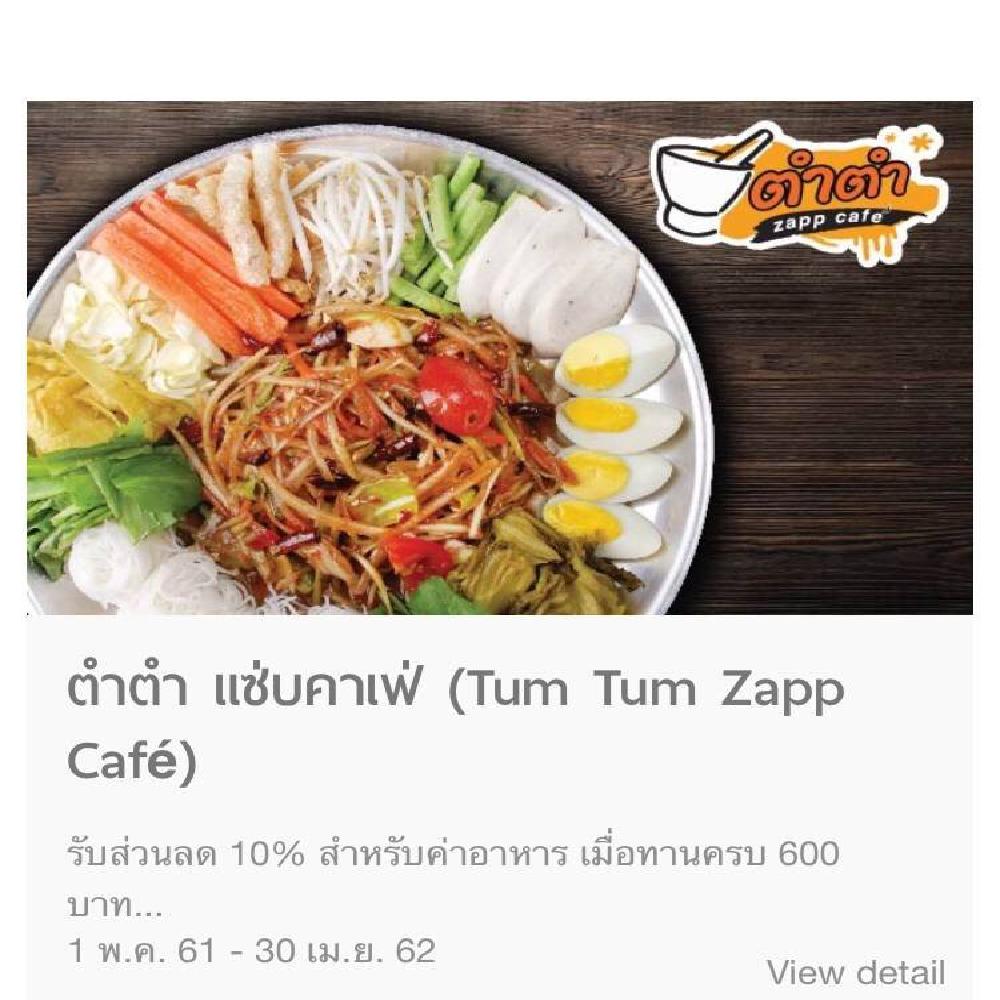 ตำตำ
zapp cafe
ตำตำ แซ่บคาเฟ่ (Tum Tum Zapp
Café)
รับส่วนลด 10% สำหรับค่าอาหาร เมื่อทานครบ 600
บาท...
1 พ.ค. 61 - 30 เม.ย. 62
View detail